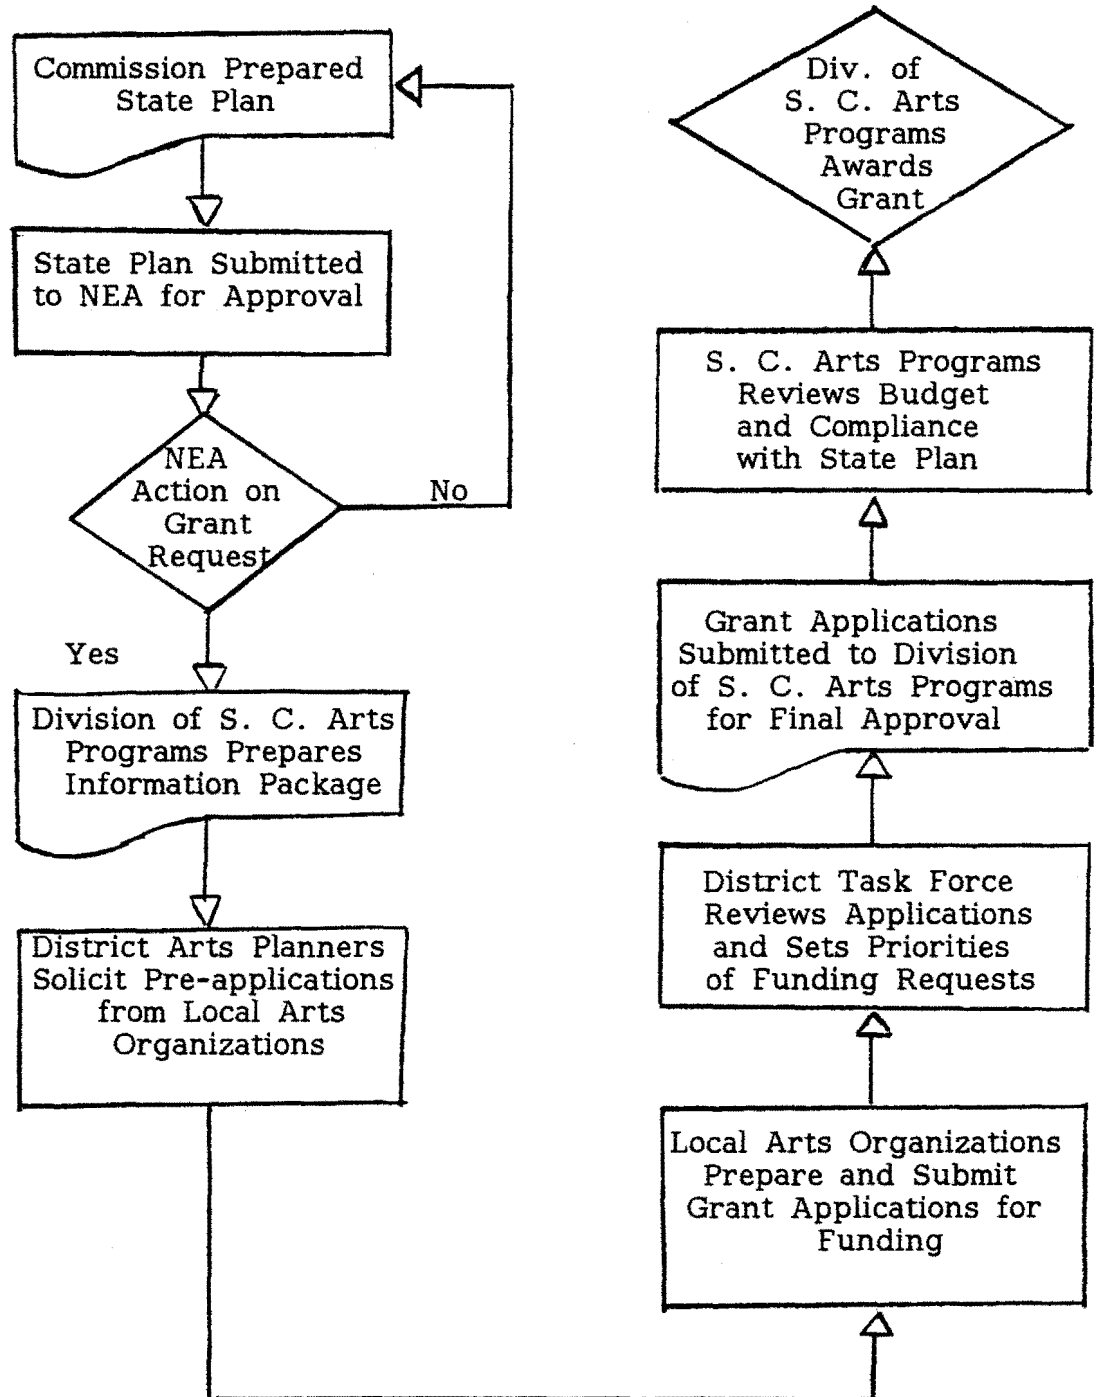 Commission Prepared
State Plan
State Plan Submitted
to NEA for Approval
NEA
Action on
Grant
Request
No
Yes
Division of S. C. Arts
Programs Prepares
Information Package
District Arts Planners
Solicit Pre-applications
from Local Arts
Organizations
Local Arts Organizations
Prepare and Submit
Grant Applications for
Funding
District Task Force
Reviews Applications
and Sets Priorities
of Funding Requests
Grant Applications
Submitted to Division
of S. C. Arts Programs
for Final Approval
S. C. Arts Programs
Reviews Budget
and Compliance
with State Plan
Div. of
S. C. Arts
Programs
Awards
Grant